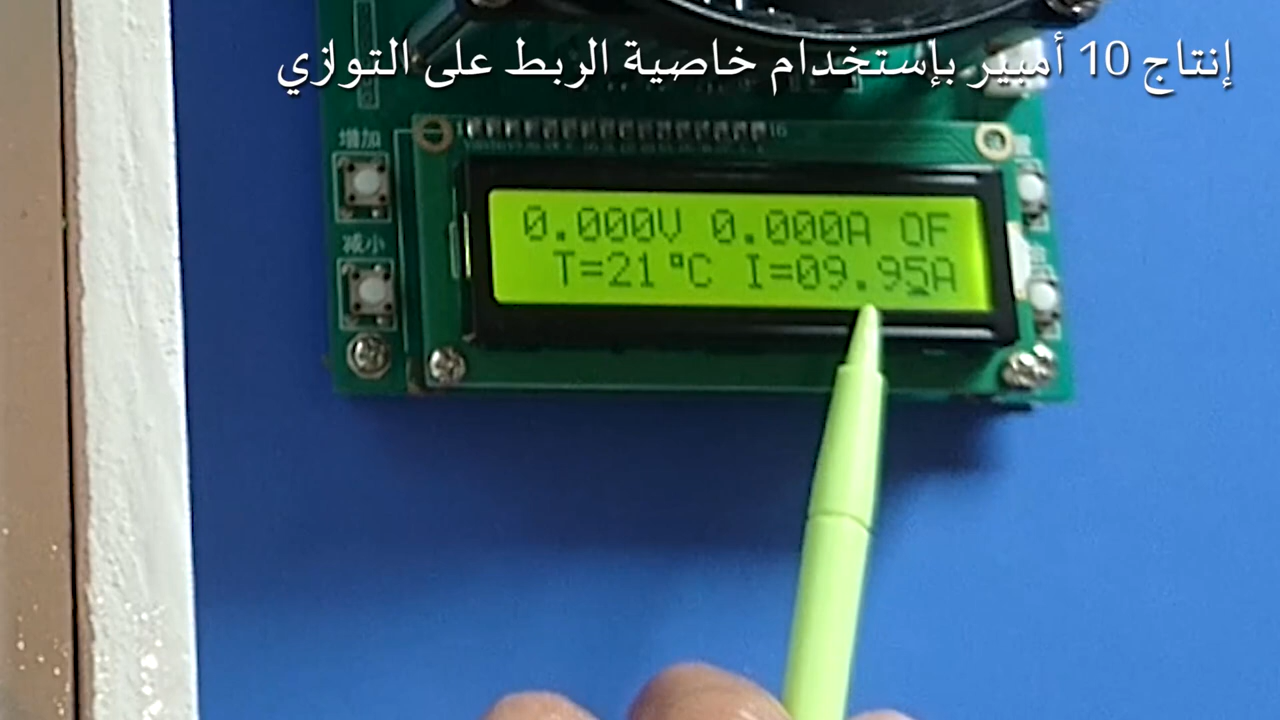 إنتاج 10 أمبير بإستخدام خاصية الربط على التوازي
增加
减小
0.000V 0.000A OF
T=21°C I=09.95A